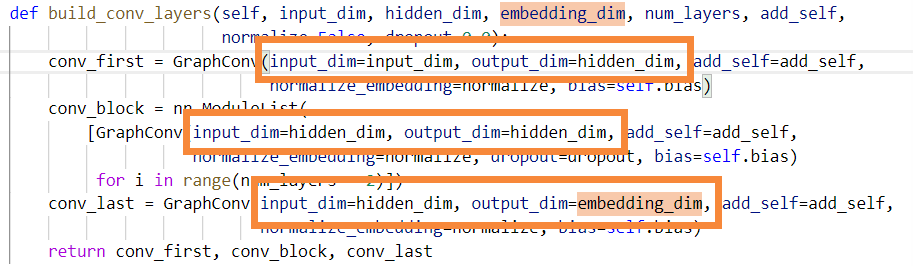 def build_conv_layers(self, input_dim, hidden_dim, embedding_dim, num_layers, add_self,
normalize=False, dropout=0.0):
conv_first = GraphConv(input_dim=input_dim, output_dim=hidden_dim, add_self=add_self,
normalize_embedding=normalize, bias=self.bias)
conv_block = nn.ModuleList(
[GraphConv(input_dim=hidden_dim, output_dim=hidden_dim, add_self=add_self,
normalize_embedding=normalize, dropout=dropout, bias=self.bias)
for i in range(num_layers - 2)])
conv_last = GraphConv(input_dim=hidden_dim, output_dim=embedding_dim, add_self=add_self,
normalize_embedding=normalize, bias=self.bias)
return conv_first, conv_block, conv_last